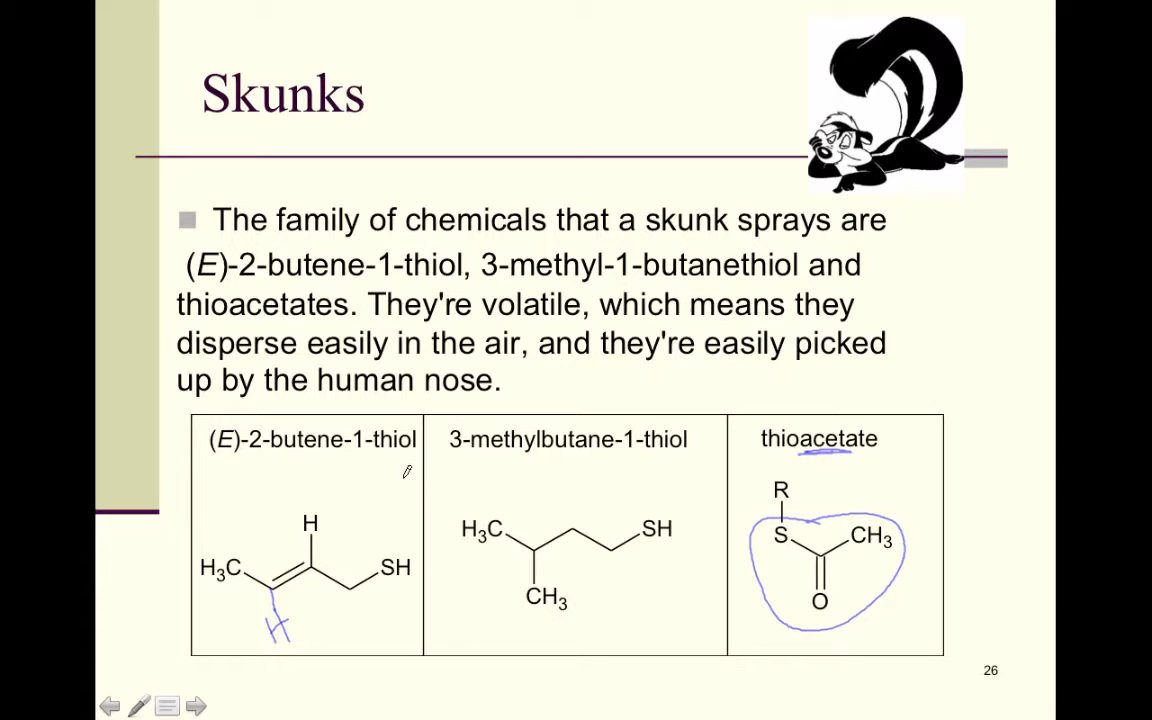 Skunks
The family of chemicals that a skunk sprays are
(E)-2-butene-1-thiol, 3-methyl-1-butanethiol and
thioacetates. They're volatile, which means they
disperse easily in the air, and they're easily picked
up by the human nose.
(E)-2-butene-1-thiol
H
H₃C
SH
H
3-methylbutane-1-thiol
H₃C
SH
CH₃
thioacetate
R
S
CH₃
O
26